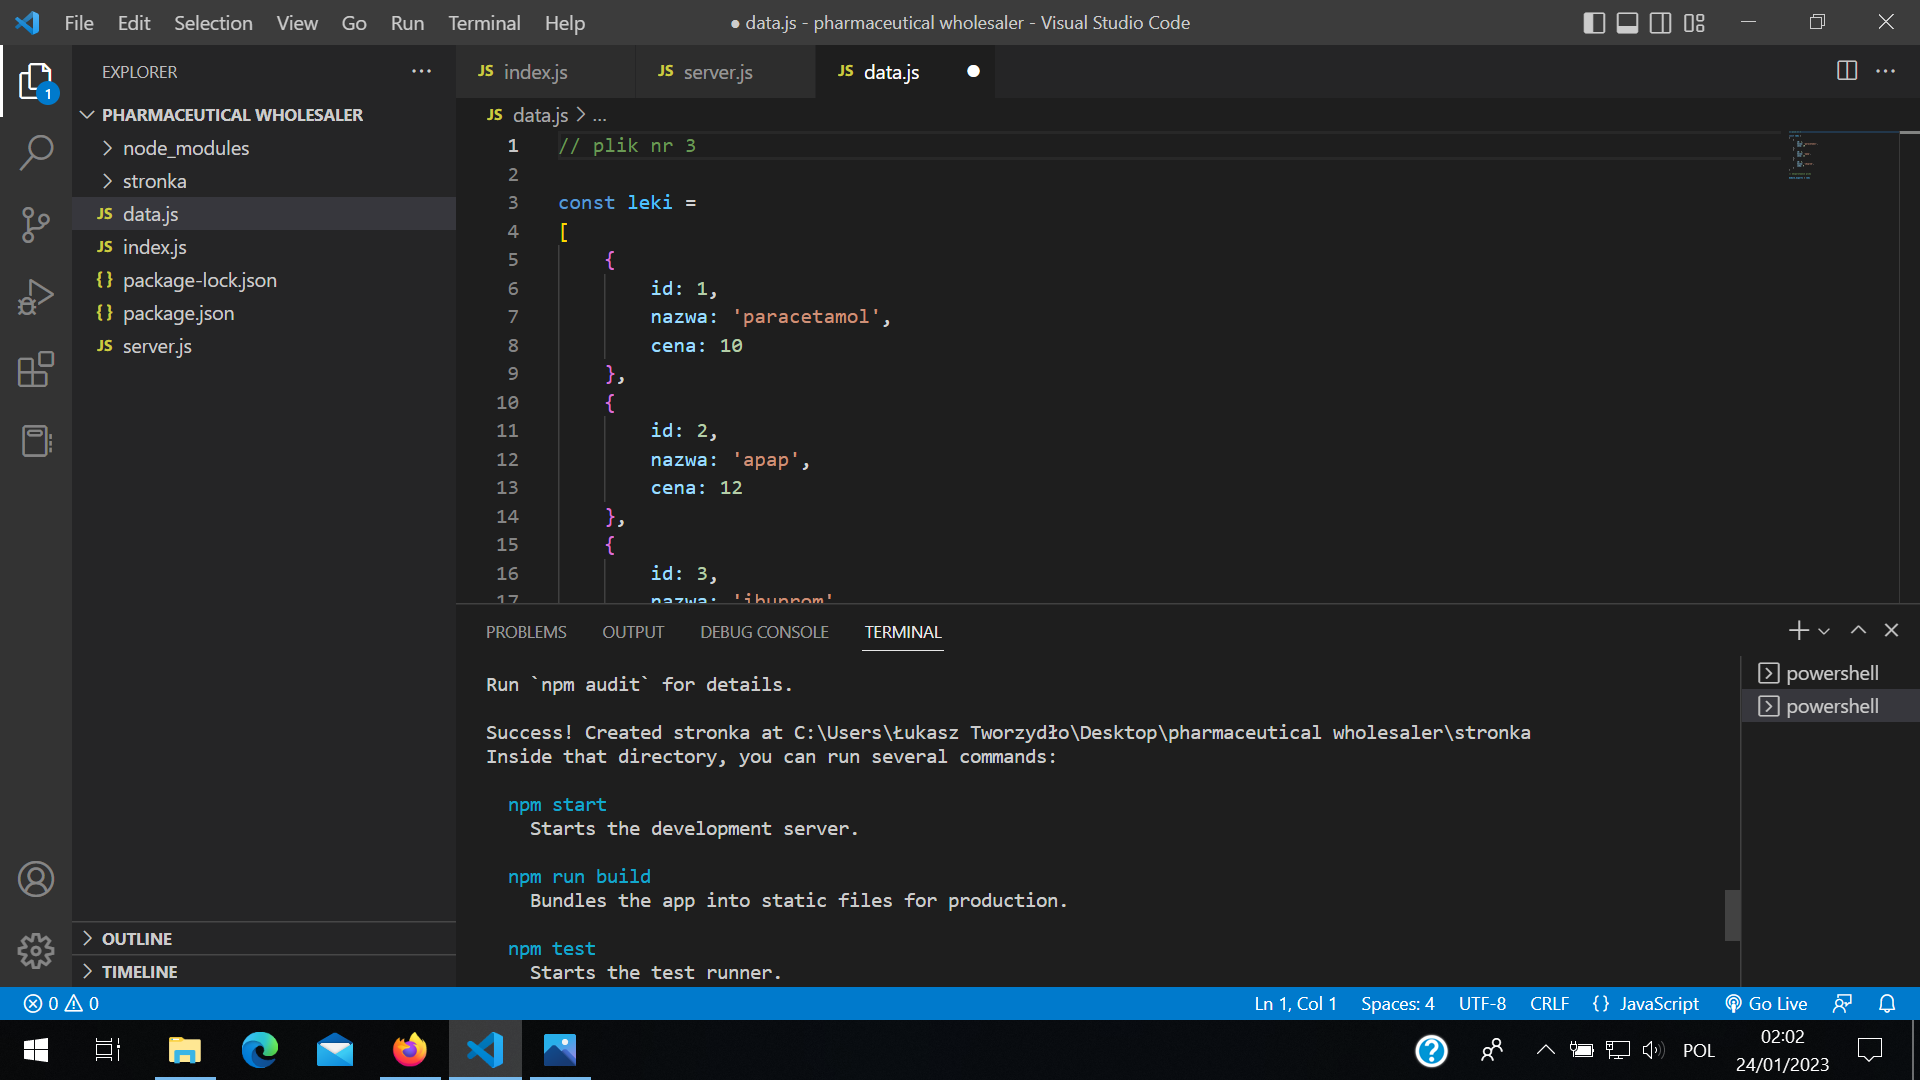 File Edit Selection View Go Run Terminal Help
● data.js - pharmaceutical wholesaler - Visual Studio Code
EXPLORER
JS index.js
JS server.js
JS data.js
1
PHARMACEUTICAL WHOLESALER
node_modules
stronka
JS data.js
JS index.js
{} package-lock.json
{} package.json
JS server.js
OUTLINE
TIMELINE
JS data.js > ...
1 // plik nr 3
2
3 const leki =
4 [
5 {
6 id: 1,
7 nazwa: 'paracetamol',
8 cena: 10
9 },
10 {
11 id: 2,
12 nazwa: 'apap',
13 cena: 12
14 },
15 {
16 id: 3,
17 nazwa: 'ibuprom'
PROBLEMS OUTPUT DEBUG CONSOLE TERMINAL
Run `npm audit` for details.
Success! Created stronka at C:\Users\Łukasz Tworzydło\Desktop\pharmaceutical wholesaler\stronka
Inside that directory, you can run several commands:
npm start
Starts the development server.
npm run build
Bundles the app into static files for production.
npm test
Starts the test runner.
powershell
powershell
0 0
Ln 1, Col 1 Spaces: 4 UTF-8 CRLF {} JavaScript Go Live
POL
02:02
24/01/2023